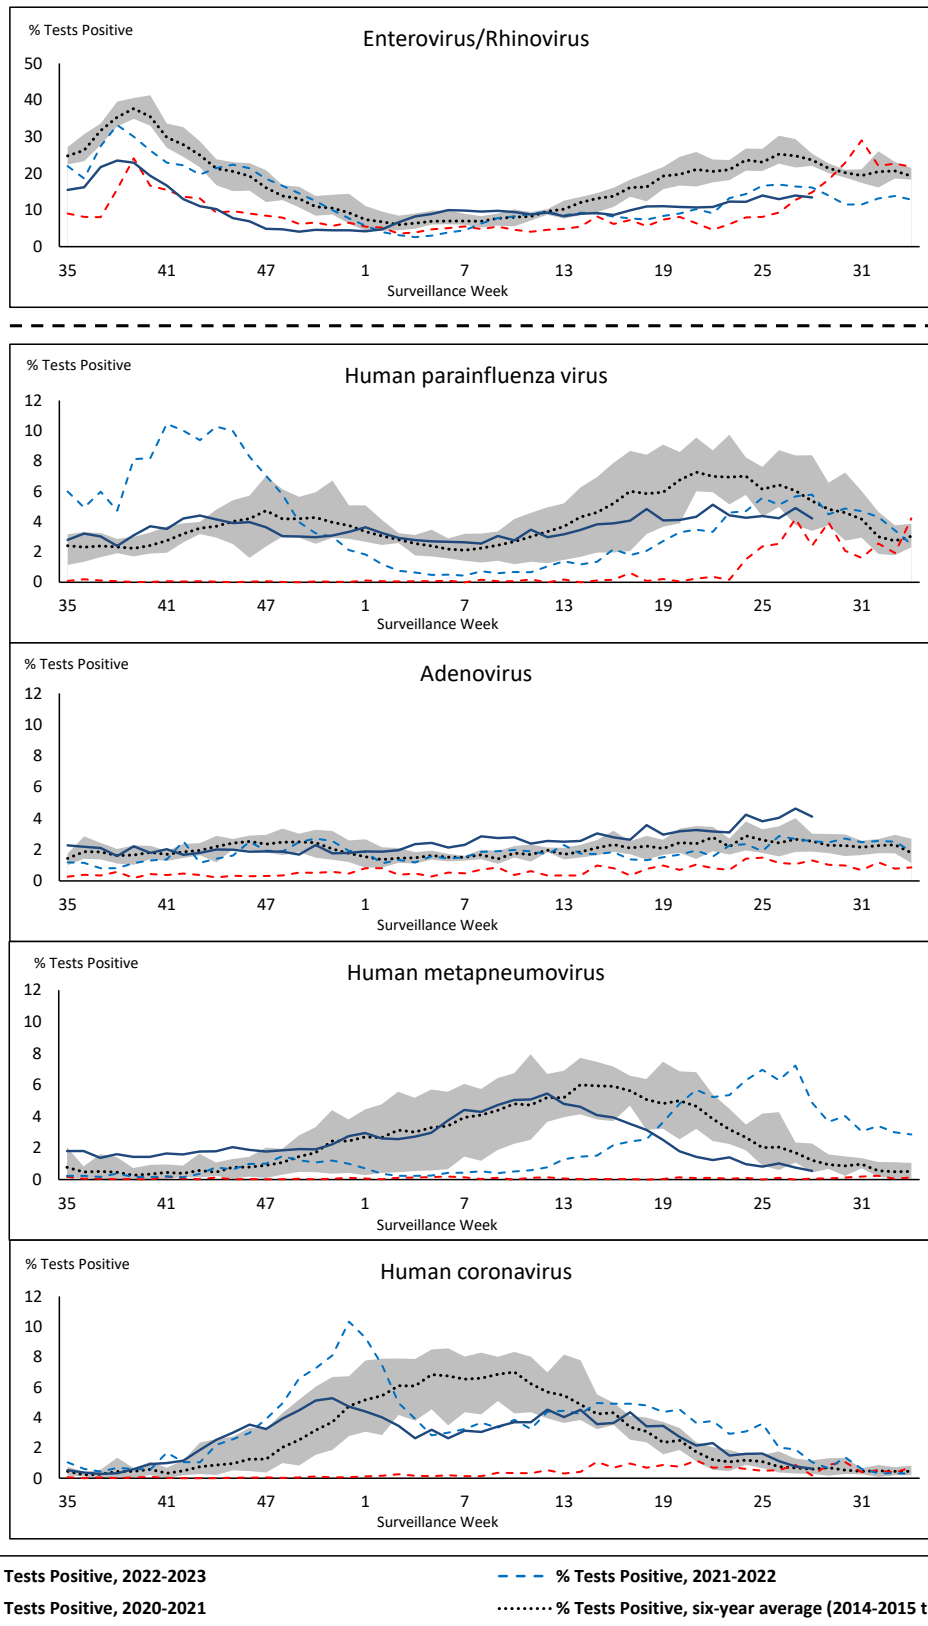 % Tests Positive
Enterovirus/Rhinovirus
50
40
30
20
10
0
35 41 47 1 7 13 19 25 31
Surveillance Week
% Tests Positive
Human parainfluenza virus
12
10
8
6
4
2
0
35 41 47 1 7 13 19 25 31
Surveillance Week
% Tests Positive
Adenovirus
12
10
8
6
4
2
0
35 41 47 1 7 13 19 25 31
Surveillance Week
% Tests Positive
Human metapneumovirus
12
10
8
6
4
2
0
35 41 47 1 7 13 19 25 31
Surveillance Week
% Tests Positive
Human coronavirus
12
10
8
6
4
2
0
35 41 47 1 7 13 19 25 31
Surveillance Week
Tests Positive, 2022-2023 % Tests Positive, 2021-2022
Tests Positive, 2020-2021 % Tests Positive, six-year average (2014-2015 t